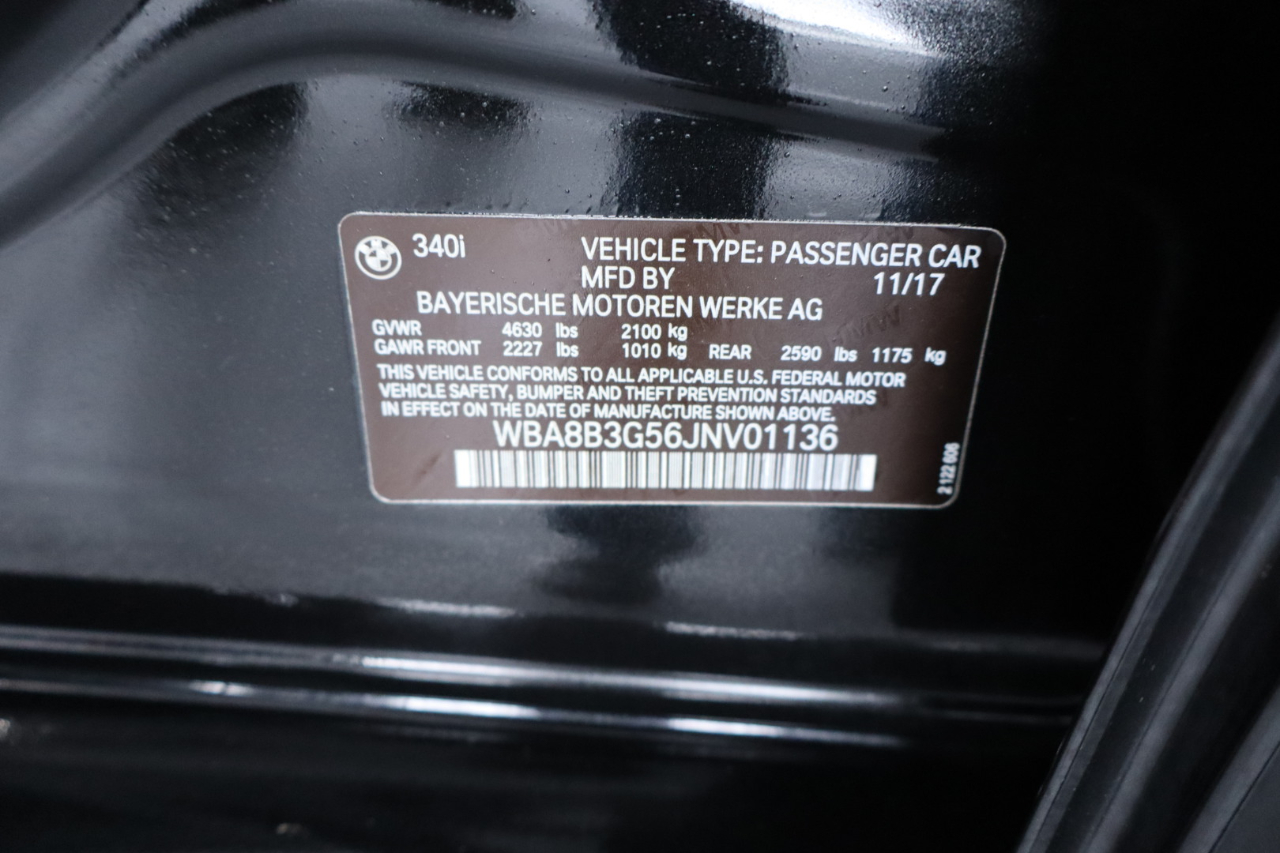 340i VEHICLE TYPE: PASSENGER CAR
MFD BY 11/17
BAYERISCHE MOTOREN WERKE AG
GVWR 4630 lbs 2100 kg
GAWR FRONT 2227 lbs 1010 kg REAR 2590 lbs 1175 kg
THIS VEHICLE CONFORMS TO ALL APPLICABLE U.S. FEDERAL MOTOR
VEHICLE SAFETY, BUMPER AND THEFT PREVENTION STANDARDS
IN EFFECT ON THE DATE OF MANUFACTURE SHOWN ABOVE.
WBA8B3G56JNV01136
2 122 606